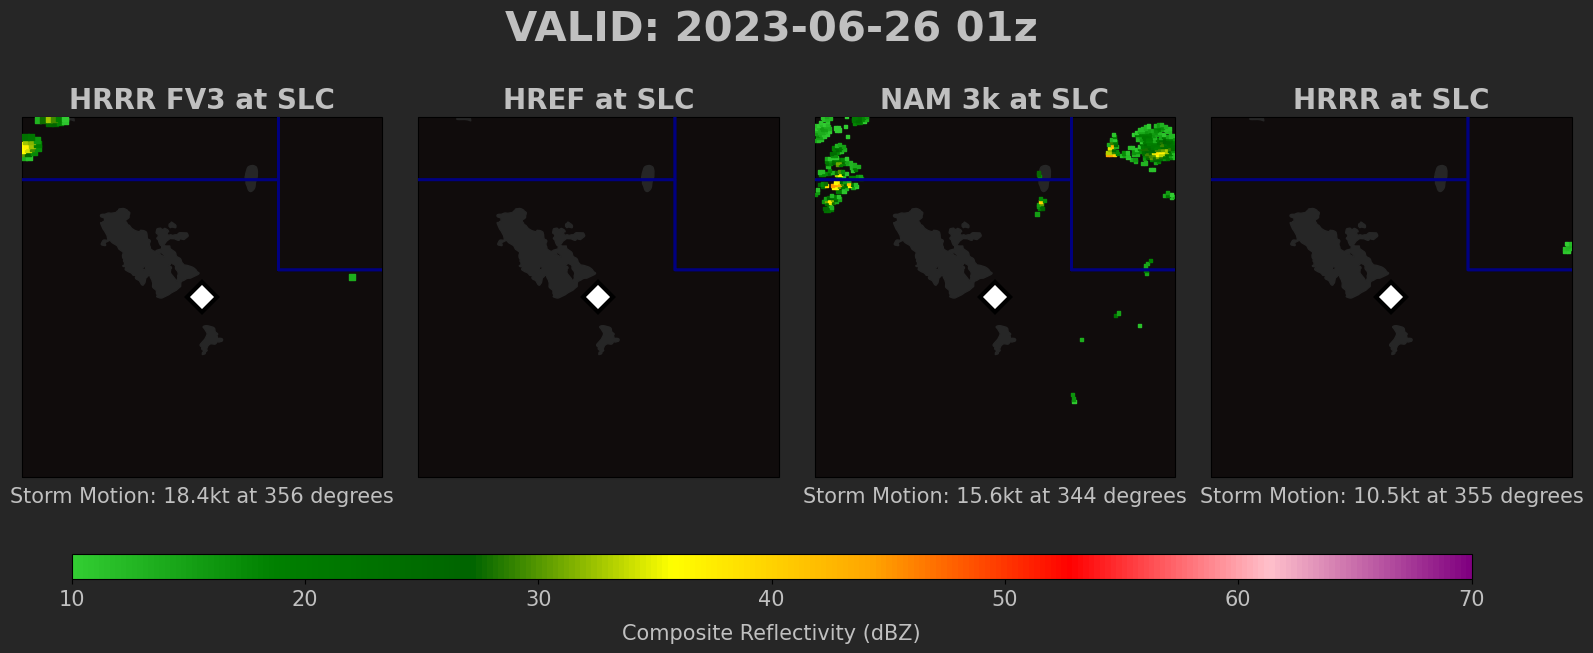 VALID: 2023-06-26 01z
HRRR FV3 at SLC
HREF at SLC
NAM 3k at SLC
HRRR at SLC
Storm Motion: 18.4kt at 356 degrees
Storm Motion: 15.6kt at 344 degrees
Storm Motion: 10.5kt at 355 degrees
10 20 30 40 50 60 70
Composite Reflectivity (dBZ)